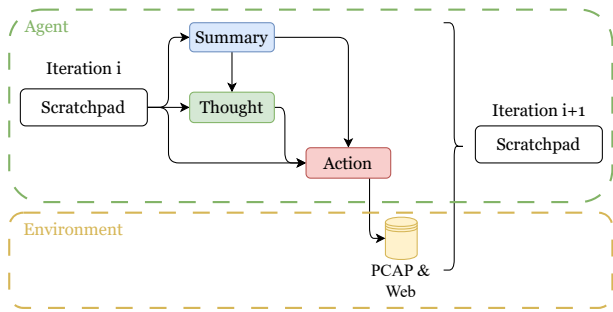 Agent
Summary
Iteration i
Scratchpad
Thought
Iteration i+1
Scratchpad
Action
Environment
PCAP &
Web